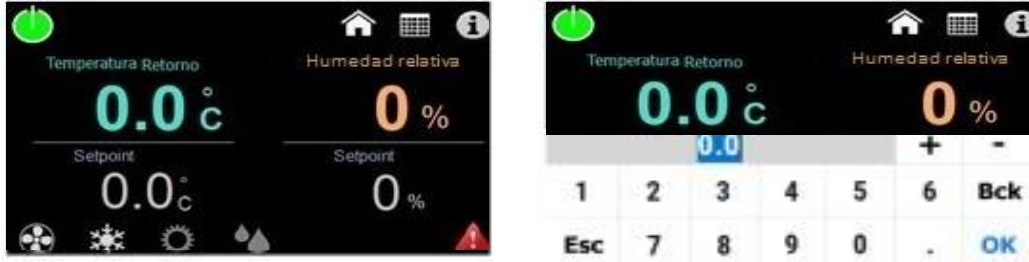 Temperatura Retorno
Humedad relativa
0.0 °C
0 %
Setpoint
Setpoint
0.0 °C
0 %
Temperatura Retorno
Humedad relativa
0.0 °C
0 %
0.0
+ -
1 2 3 4 5 6 Bck
Esc 7 8 9 0 . OK